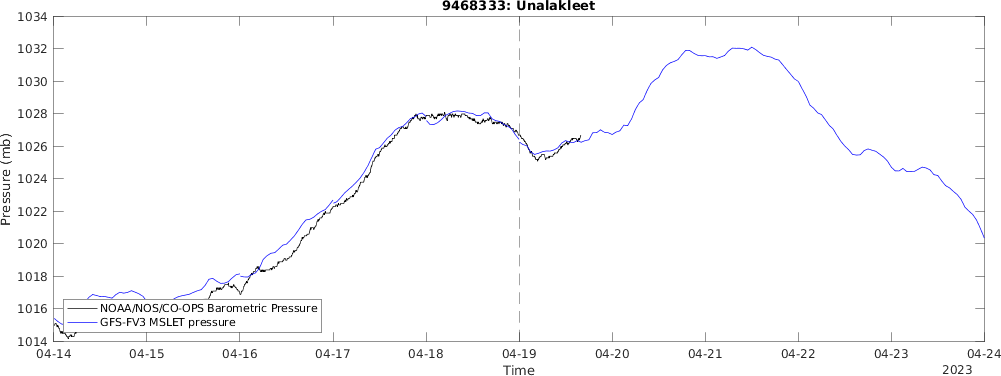 9468333: Unalakleet
Pressure (mb)
1034
1032
1030
1028
1026
1024
1022
1020
1018
1016
1014
NOAA/NOS/CO-OPS Barometric Pressure
GFS-FV3 MSLET pressure
04-14 04-15 04-16 04-17 04-18 04-19 04-20 04-21 04-22 04-23 04-24
Time
2023